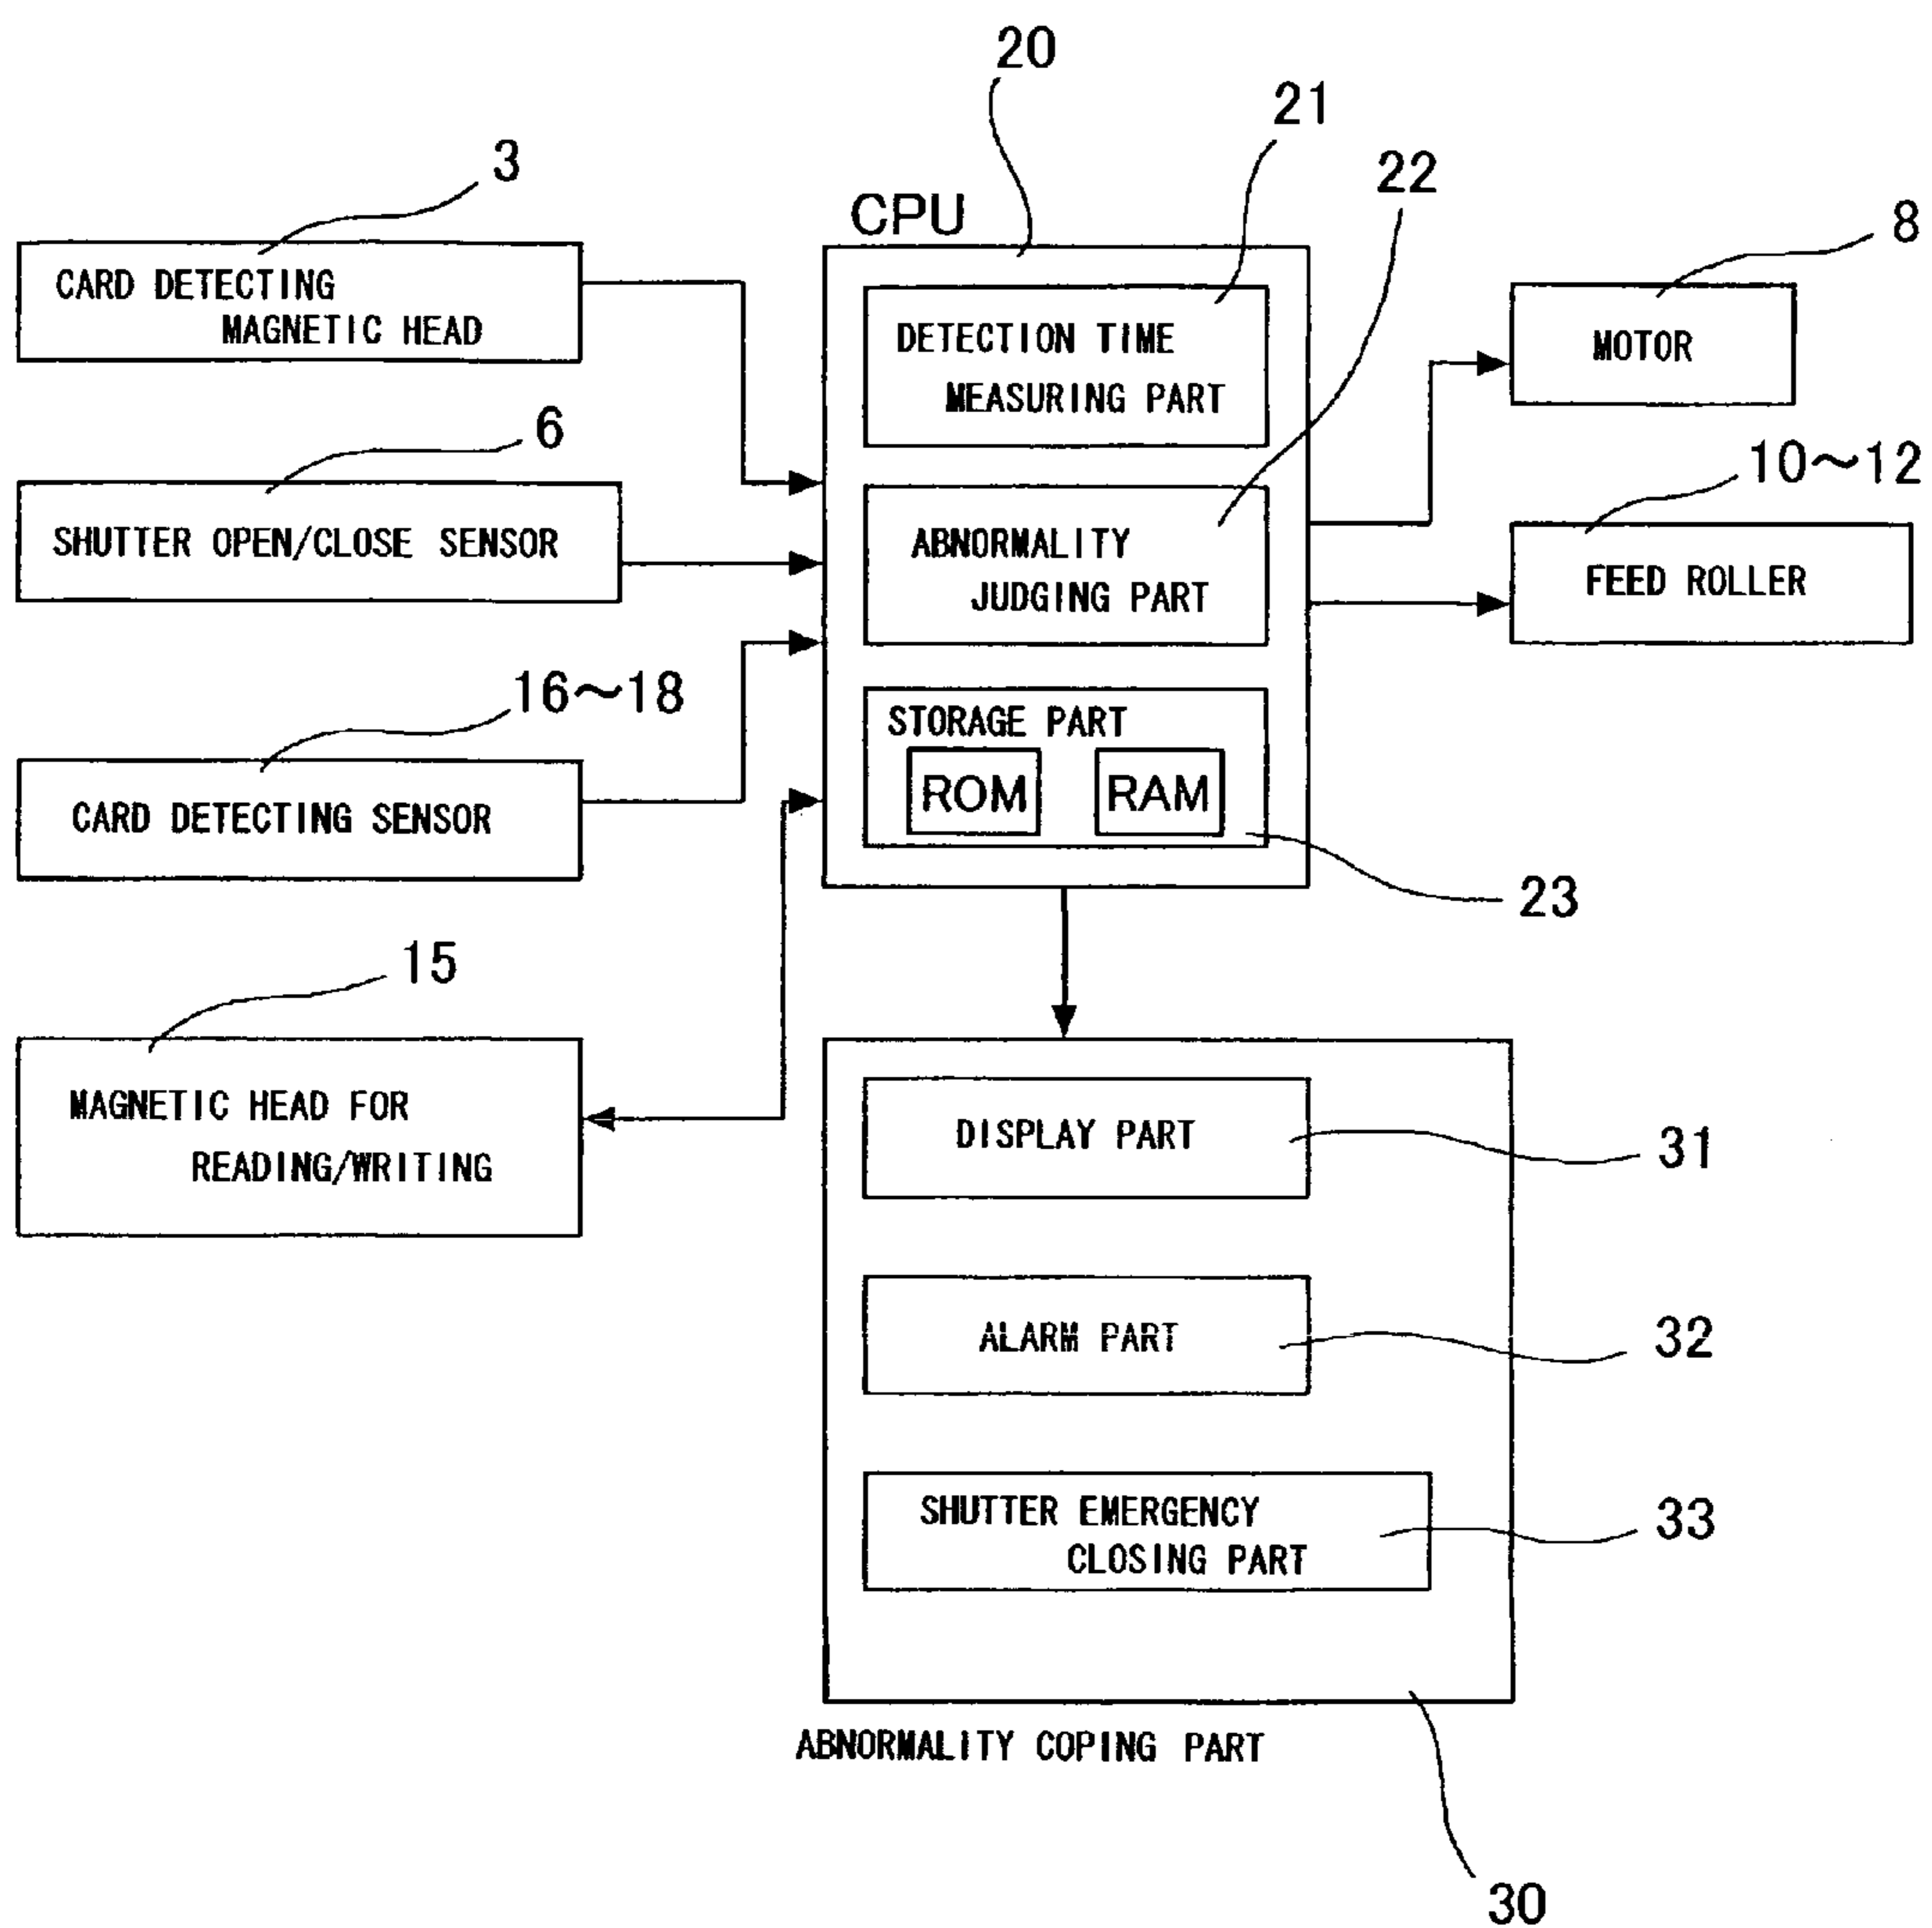 20
21
3
22
CPU
8
CARD DETECTING
MAGNETIC HEAD
DETECTION TIME
MEASURING PART
MOTOR
6
10～12
SHUTTER OPEN/CLOSE SENSOR
ABNORMALITY
JUDGING PART
FEED ROLLER
16～18
STORAGE PART
ROM
RAM
CARD DETECTING SENSOR
23
15
MAGNETIC HEAD FOR
READING/WRITING
DISPLAY PART
31
ALARM PART
32
SHUTTER EMERGENCY
CLOSING PART
33
ABNORMALITY COPING PART
30